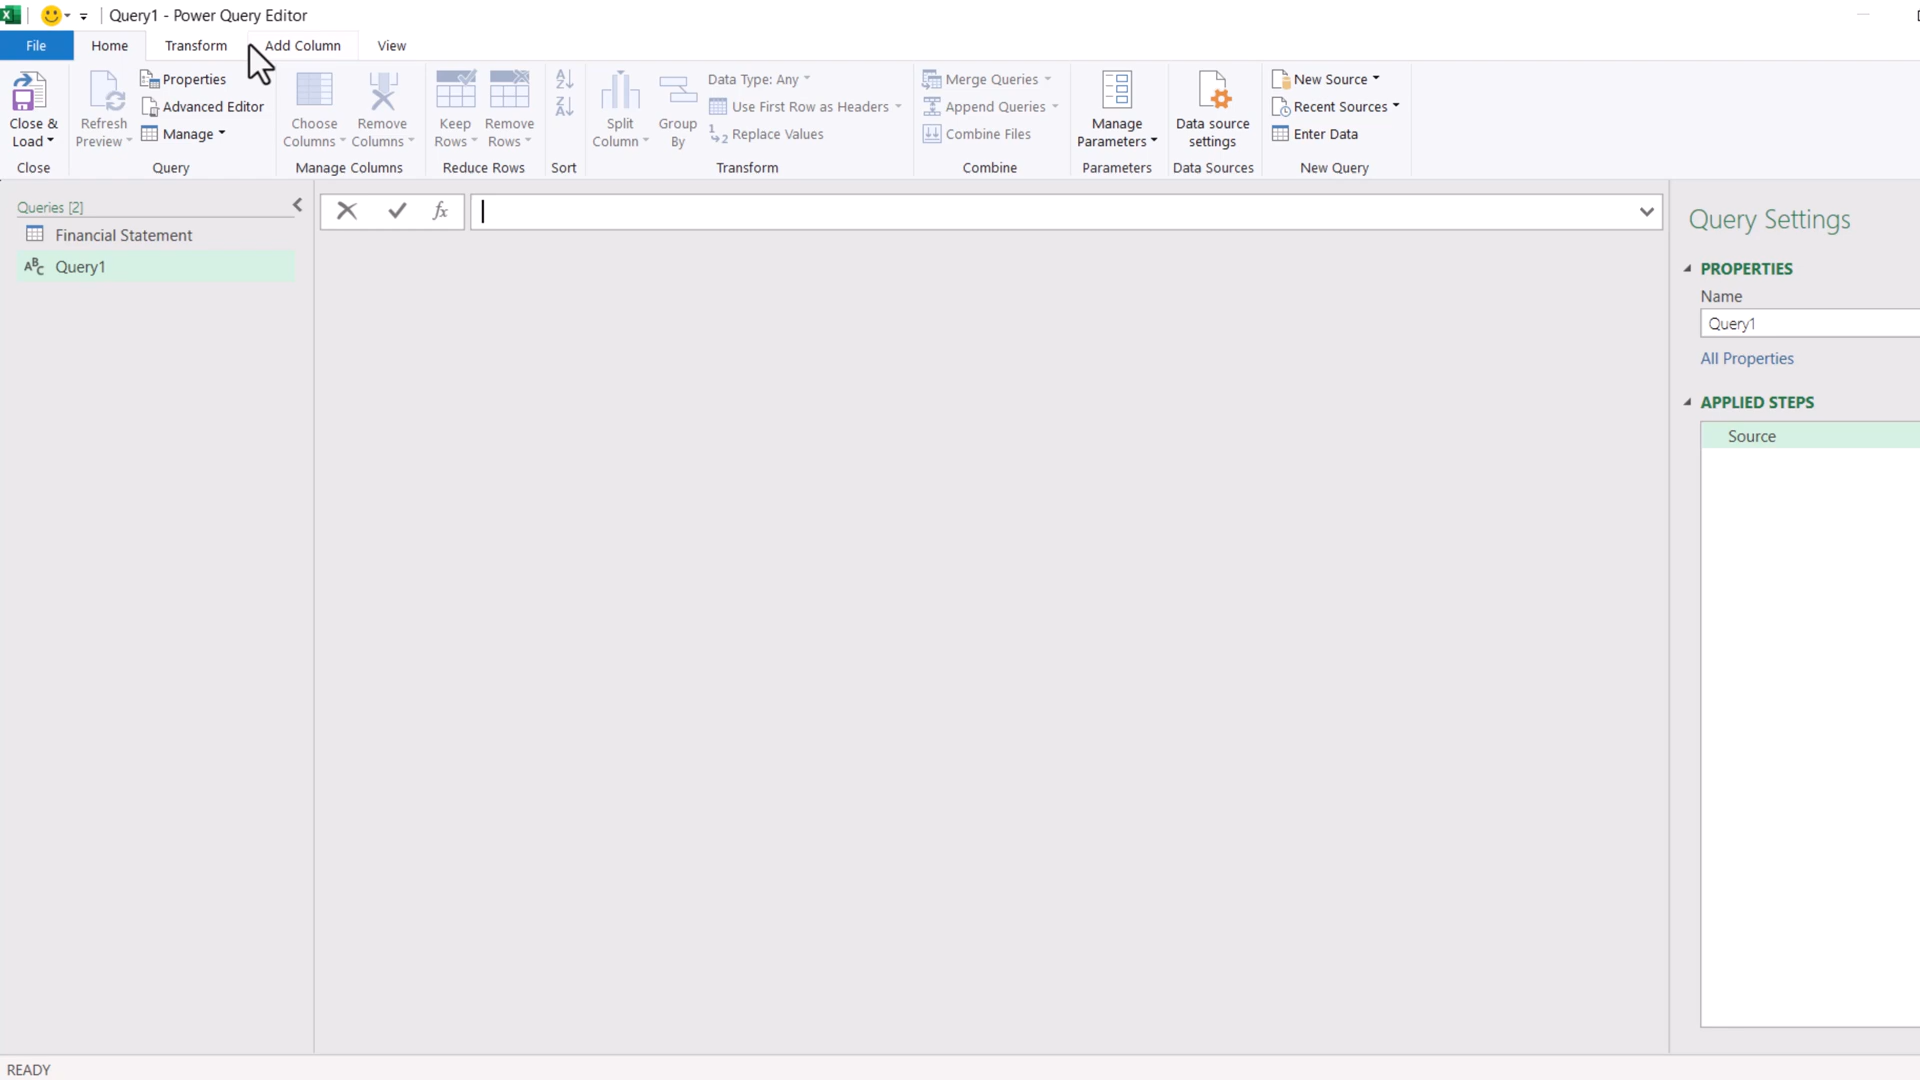 Query1 - Power Query Editor
File Home Transform Add Column View
Close & Load
Close
Refresh Preview
Properties
Advanced Editor
Manage
Query
Choose Columns
Remove Columns
Manage Columns
Keep Rows
Remove Rows
Reduce Rows
Sort
Split Column
Group By
Data Type: Any
Use First Row as Headers
Replace Values
Transform
Merge Queries
Append Queries
Combine Files
Combine
Manage Parameters
Parameters
Data source settings
Data Sources
New Source
Recent Sources
Enter Data
New Query
Queries [2]
Financial Statement
Query1
fx
Query Settings
PROPERTIES
Name
Query1
All Properties
APPLIED STEPS
Source
READY